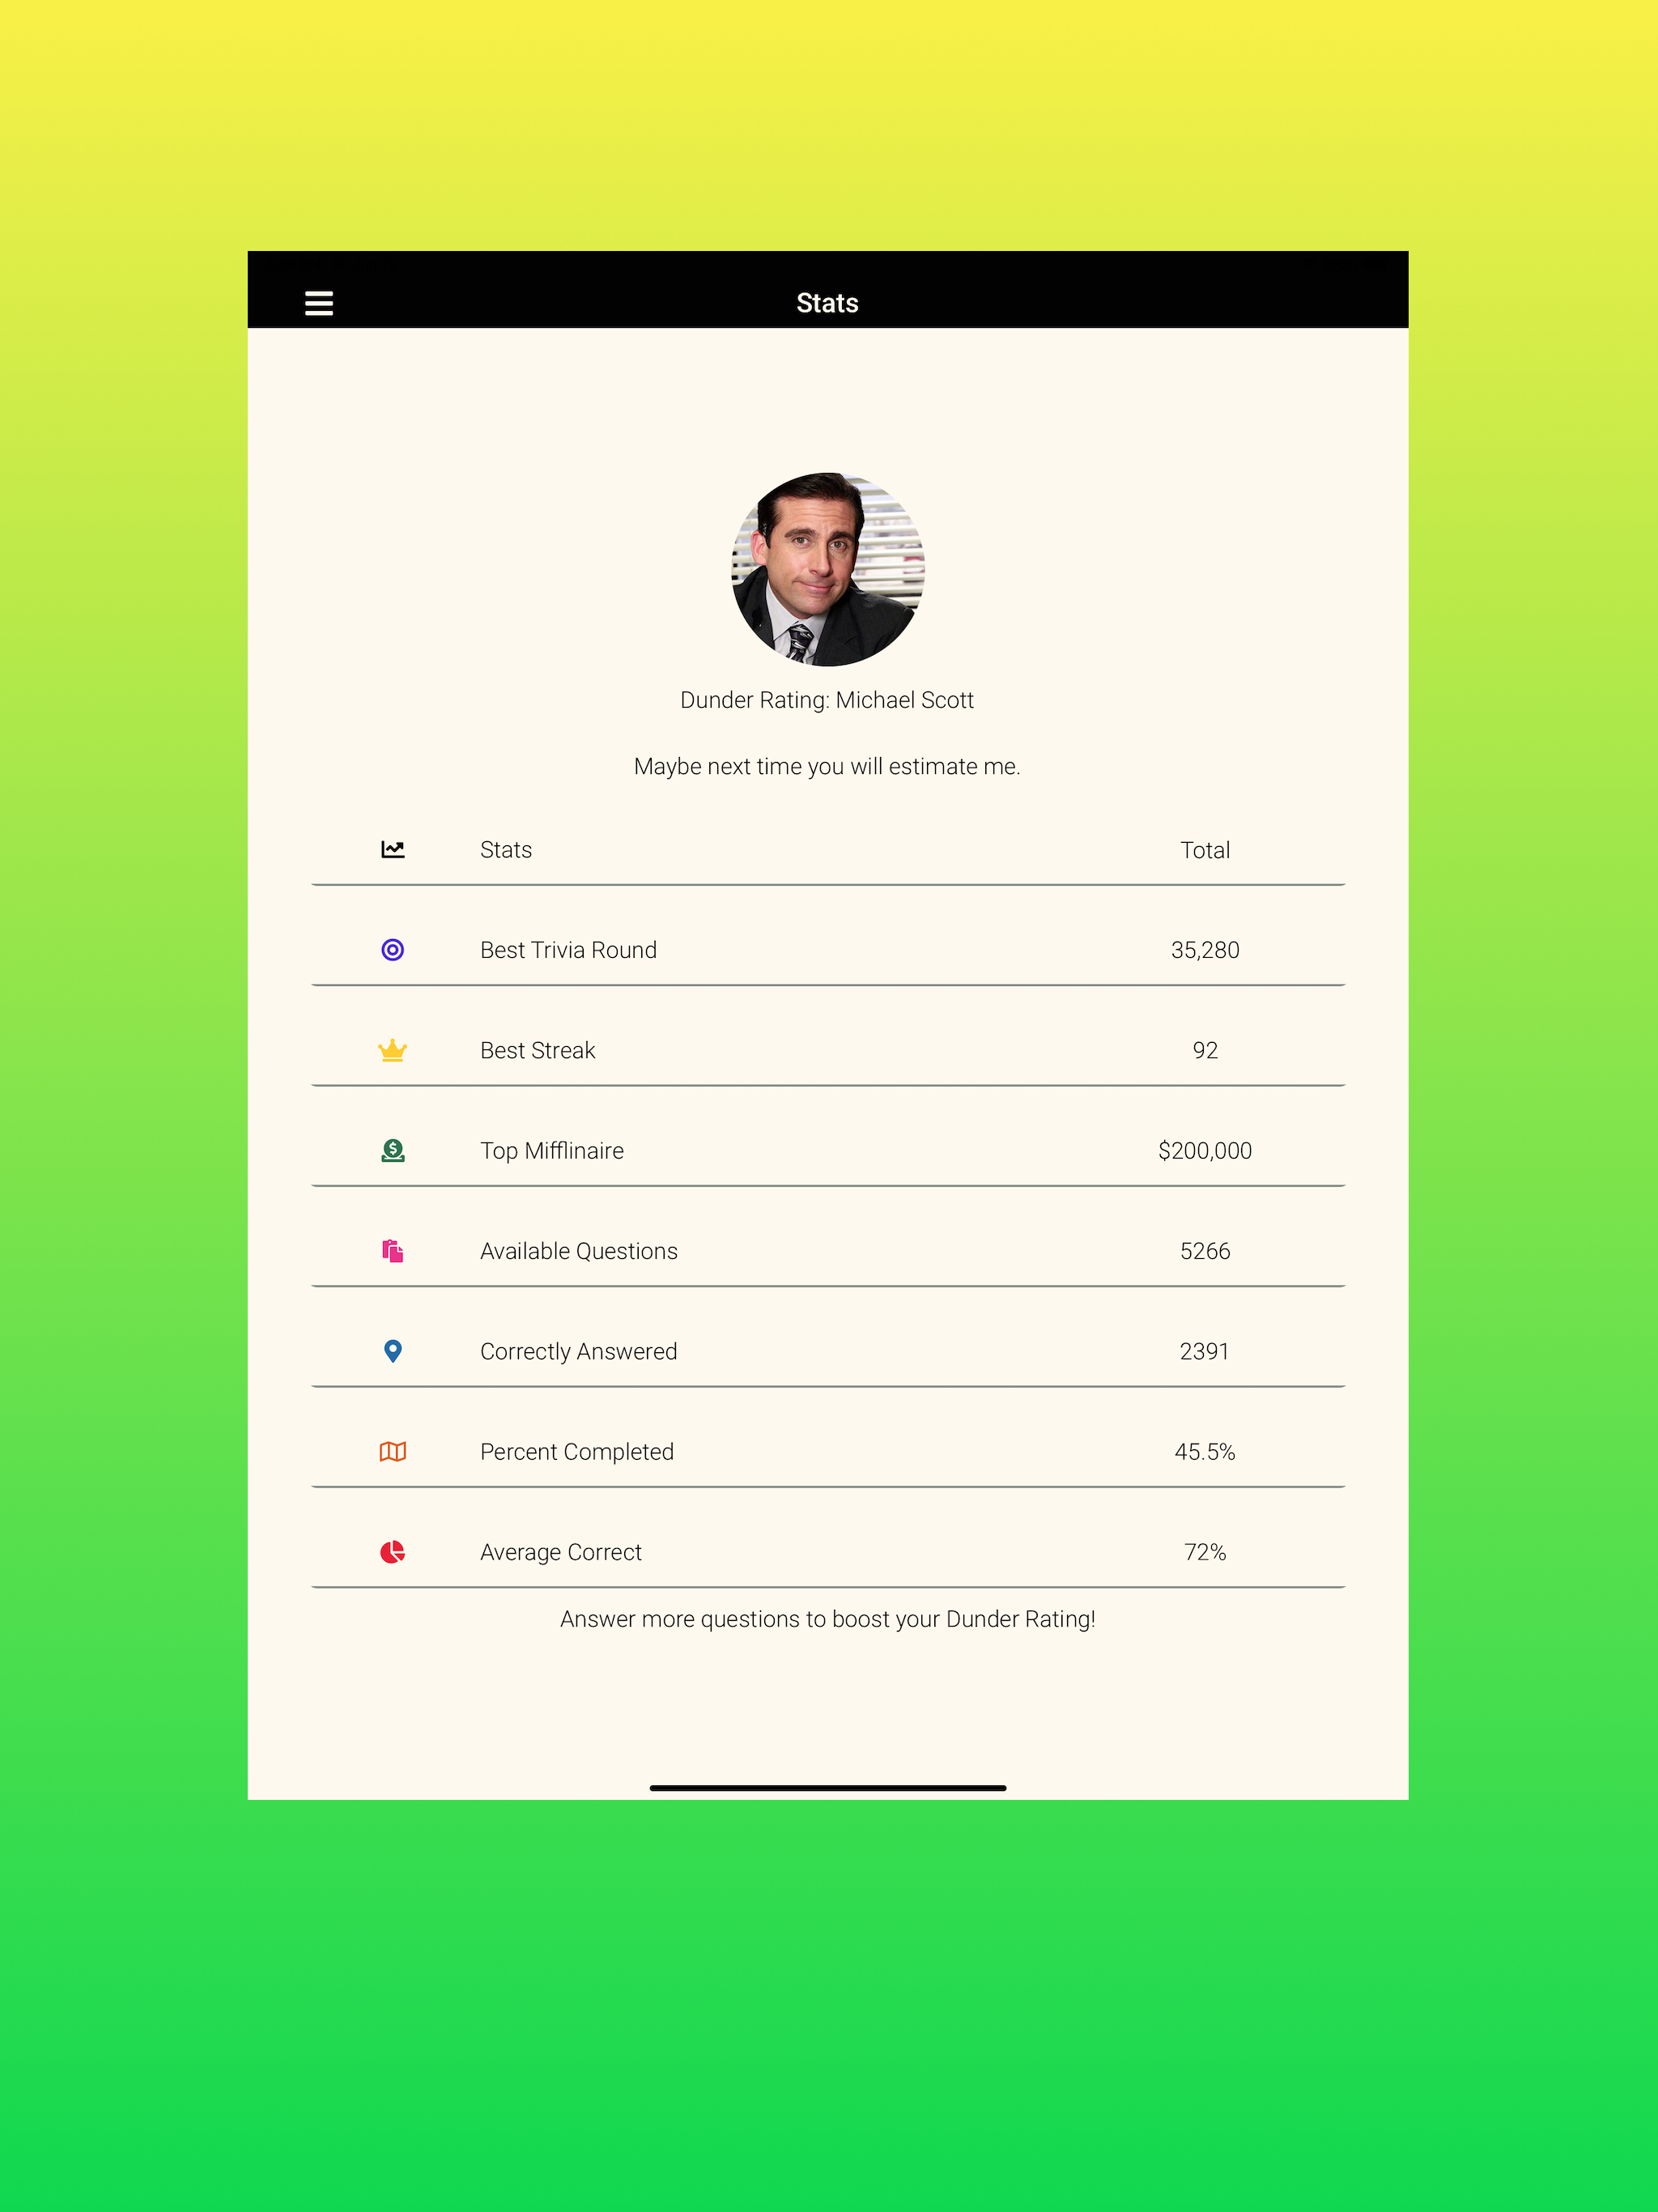 Stats
Dunder Rating: Michael Scott
Maybe next time you will estimate me.
Stats Total
Best Trivia Round 35,280
Best Streak 92
Top Mifflinaire $200,000
Available Questions 5266
Correctly Answered 2391
Percent Completed 45.5%
Average Correct 72%
Answer more questions to boost your Dunder Rating!